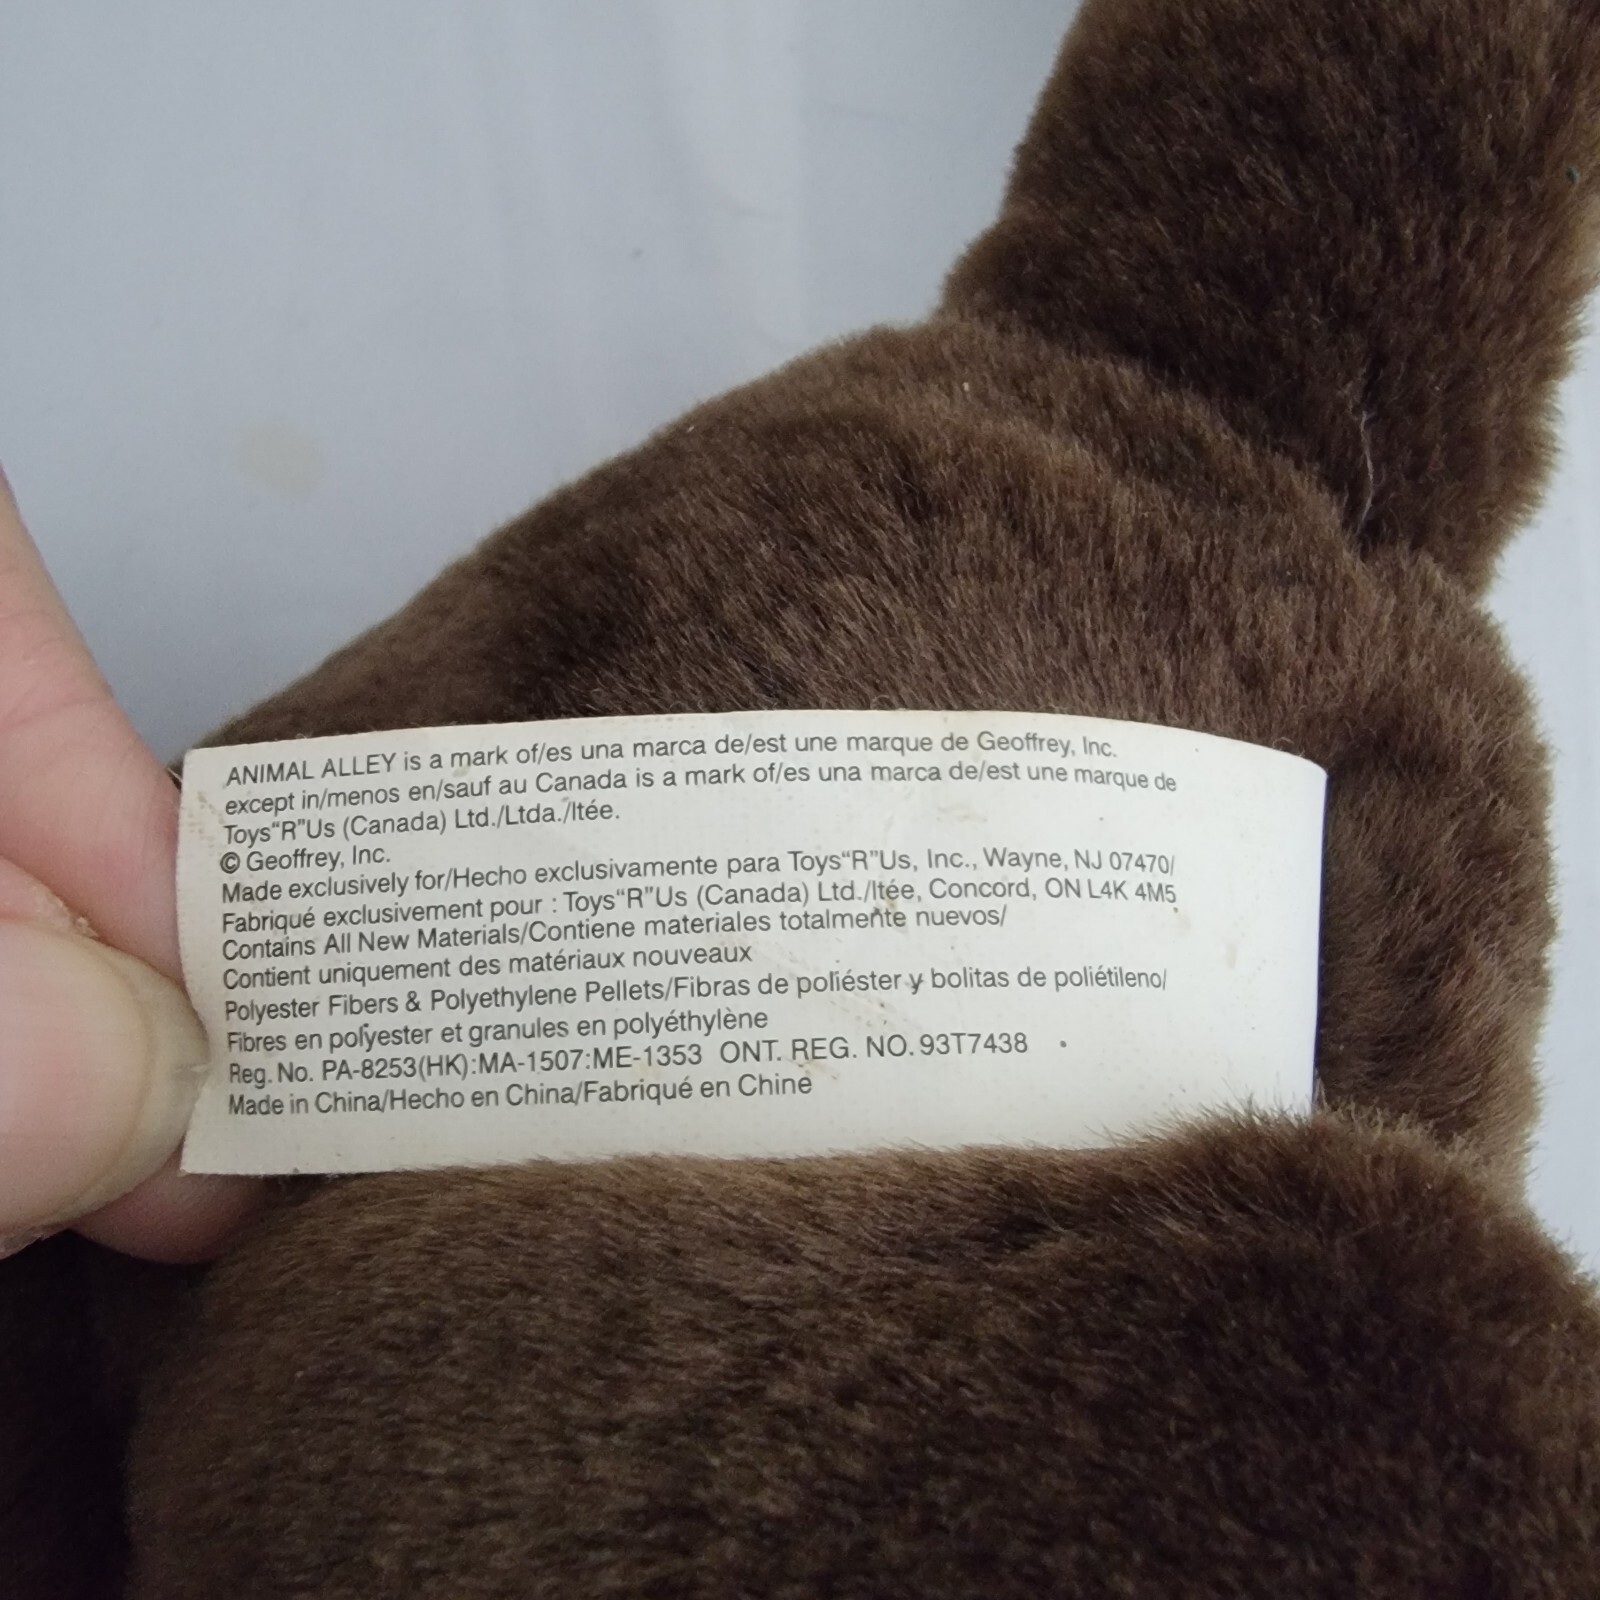 ANIMAL ALLEY is a mark of/es una marca de/est une marque de Geoffrey, Inc.
except in/menos en/sauf au Canada is a mark of/es una marca de/est une marque de
Toys“R”Us (Canada) Ltd./Ltda./ltée.
© Geoffrey, Inc.
Made exclusively for/Hecho exclusivamente para Toys“R”Us, Inc., Wayne, NJ 07470/
Fabriqué exclusivement pour : Toys“R”Us (Canada) Ltd./ltée, Concord, ON L4K 4M5
Contains All New Materials/Contiene materiales totalmente nuevos/
Contient uniquement des matériaux nouveaux
Polyester Fibers & Polyethylene Pellets/Fibras de poliéster y bolitas de poliétileno/
Fibres en polyester et granules en polyéthylène
Reg. No. PA-8253(HK):MA-1507:ME-1353 ONT. REG. NO. 93T7438
Made in China/Hecho en China/Fabriqué en Chine